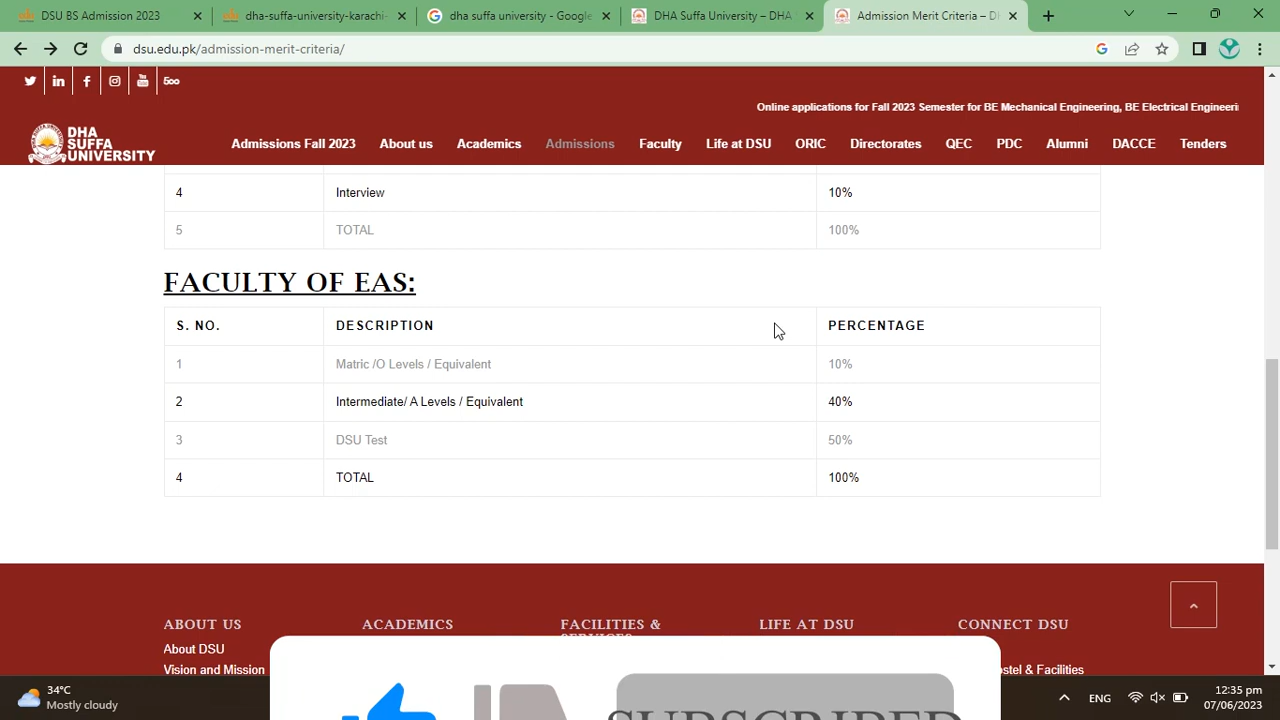 DSU BS Admission 2023
dha-suffa-university-karachi-
dha suffa university - Google
DHA Suffa University – DHA
Admission Merit Criteria – DH
dsu.edu.pk/admission-merit-criteria/
Online applications for Fall 2023 Semester for BE Mechanical Engineering, BE Electrical Engineeri
DHA
SUFFA
UNIVERSITY
Admissions Fall 2023 About us Academics Admissions Faculty Life at DSU ORIC Directorates QEC PDC Alumni DACCE Tenders
4 Interview 10%
5 TOTAL 100%
FACULTY OF EAS:
S. NO. DESCRIPTION PERCENTAGE
1 Matric /O Levels / Equivalent 10%
2 Intermediate/ A Levels / Equivalent 40%
3 DSU Test 50%
4 TOTAL 100%
ABOUT US ACADEMICS FACILITIES & LIFE AT DSU CONNECT DSU
SERVICES
About DSU
Vision and Mission
stel & Facilities
SUBSCRIBED
34°C
Mostly cloudy
ENG
12:35 pm
07/06/2023